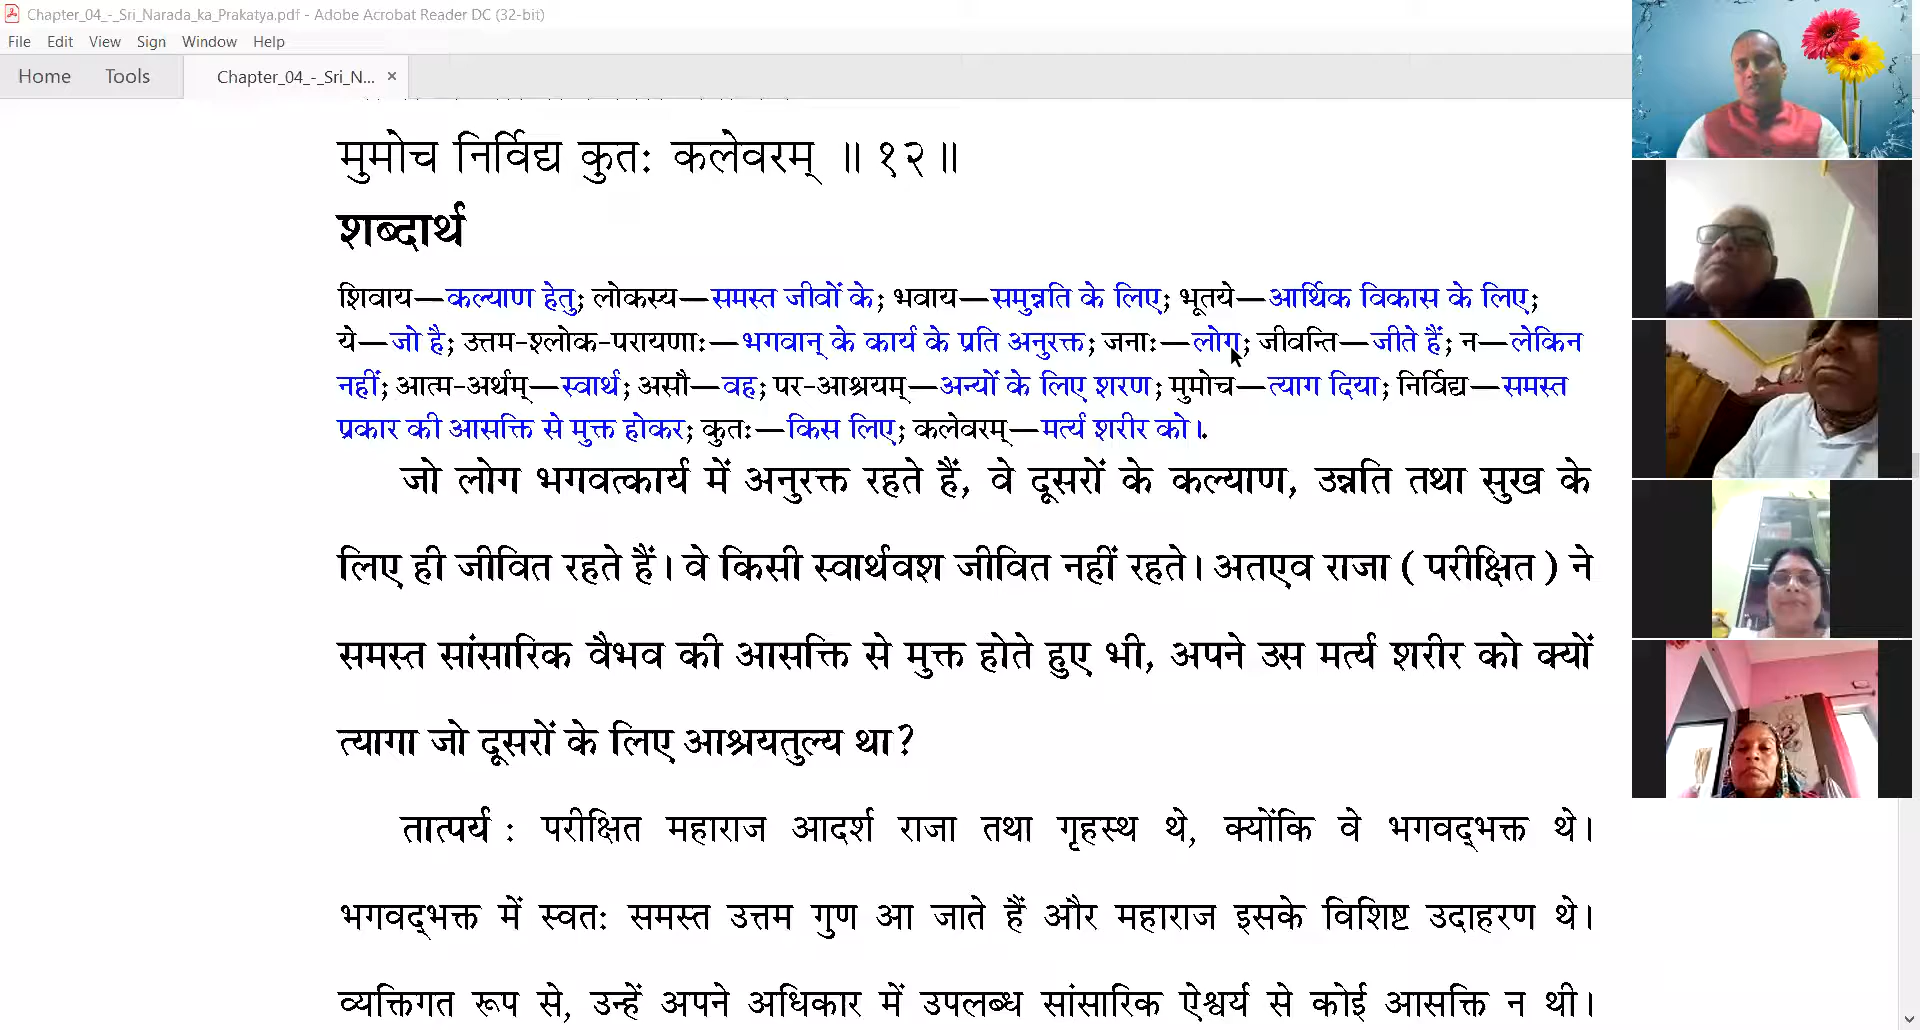 Chapter_04_-_Sri_Narada_ka_Prakatya.pdf - Adobe Acrobat Reader DC (32-bit)
File Edit View Sign Window Help
Home Tools Chapter_04_-_Sri_N... ×
मुमोच निर्विद्य कुतः कलेवरम् ॥ १२॥
शब्दार्थ
शिवाय—कल्याण हेतु; लोकस्य—समस्त जीवों के; भवाय—समुन्नति के लिए; भूतये—आर्थिक विकास के लिए;
ये—जो है; उत्तम-श्लोक-परायणाः—भगवान् के कार्य के प्रति अनुरक्त; जनाः—लोग; जीवन्ति—जीते हैं; न—लेकिन
नहीं; आत्म-अर्थम्—स्वार्थ; असौ—वह; पर-आश्रयम्—अन्यों के लिए शरण; मुमोच—त्याग दिया; निर्विद्य—समस्त
प्रकार की आसक्ति से मुक्त होकर; कुतः—किस लिए; कलेवरम्—मर्त्य शरीर को।.
जो लोग भगवत्कार्य में अनुरक्त रहते हैं, वे दूसरों के कल्याण, उन्नति तथा सुख के
लिए ही जीवित रहते हैं। वे किसी स्वार्थवश जीवित नहीं रहते। अतएव राजा ( परीक्षित ) ने
समस्त सांसारिक वैभव की आसक्ति से मुक्त होते हुए भी, अपने उस मर्त्य शरीर को क्यों
त्यागा जो दूसरों के लिए आश्रयतुल्य था?
तात्पर्य : परीक्षित महाराज आदर्श राजा तथा गृहस्थ थे, क्योंकि वे भगवद्भक्त थे।
भगवद्भक्त में स्वतः समस्त उत्तम गुण आ जाते हैं और महाराज इसके विशिष्ट उदाहरण थे।
व्यक्तिगत रूप से, उन्हें अपने अधिकार में उपलब्ध सांसारिक ऐश्वर्य से कोई आसक्ति न थी।